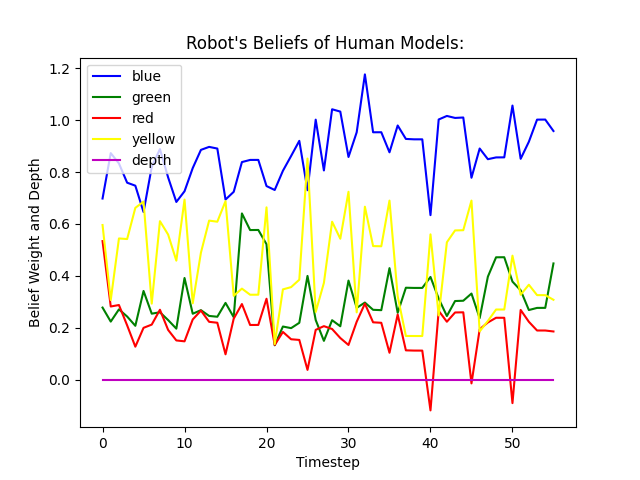 Robot's Beliefs of Human Models:
1.2
1.0
0.8
0.6
0.4
0.2
0.0
Belief Weight and Depth
blue
green
red
yellow
depth
0 10 20 30 40 50
Timestep